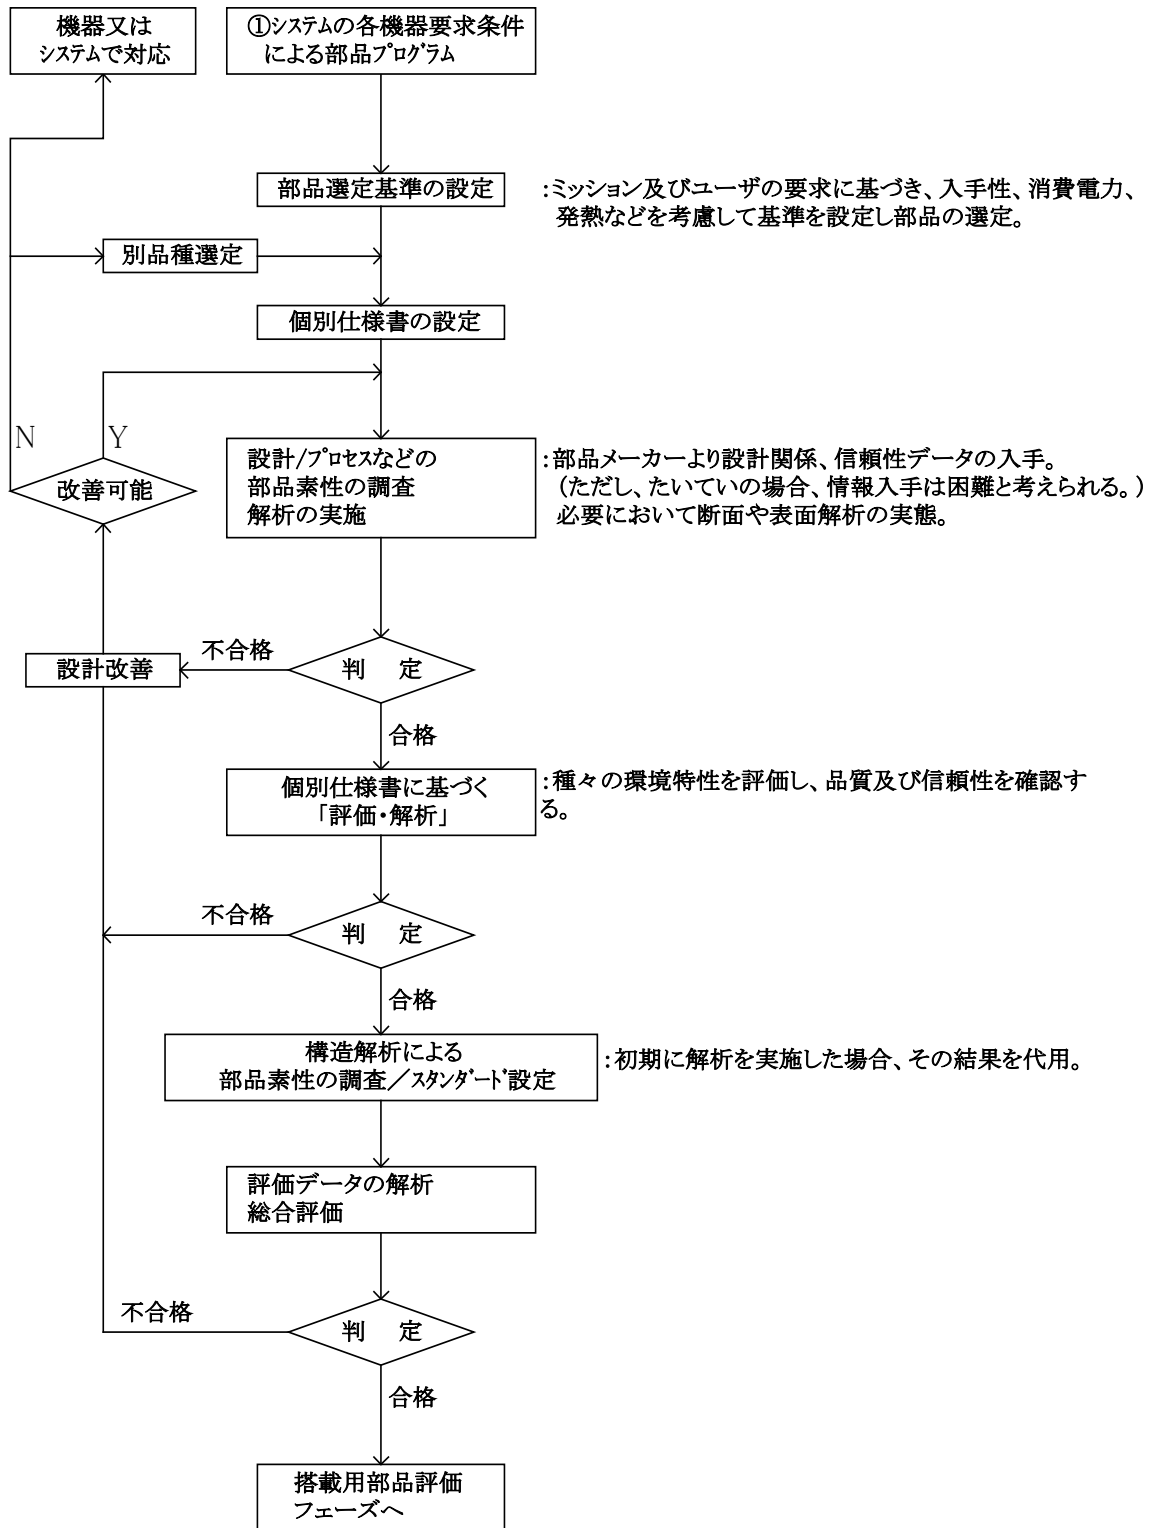 機器又は
ｼｽﾃﾑで対応
①ｼｽﾃﾑの各機器要求条件
による部品ﾌﾟﾛｸﾞﾗﾑ
部品選定基準の設定
:ミッション及びユーザの要求に基づき、入手性、消費電力、
発熱などを考慮して基準を設定し部品の選定。
別品種選定
個別仕様書の設定
N
Y
改善可能
設計/ﾌﾟﾛｾｽなどの
部品素性の調査
解析の実施
:部品メーカーより設計関係、信頼性データの入手。
（ただし、たいていの場合、情報入手は困難と考えられる。）
必要において断面や表面解析の実態。
不合格
設計改善
判 定
合格
個別仕様書に基づく
「評価・解析」
:種々の環境特性を評価し、品質及び信頼性を確認す
る。
不合格
判 定
合格
構造解析による
部品素性の調査／ｽﾀﾝﾀﾞｰﾄﾞ設定
:初期に解析を実施した場合、その結果を代用。
評価データの解析
総合評価
不合格
判 定
合格
搭載用部品評価
フェーズへ